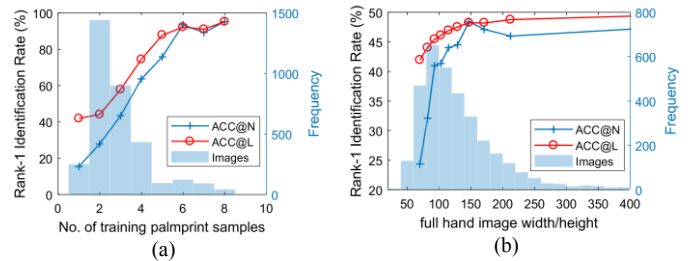 100
80
60
40
20
0
Rank-1 Identification Rate (%)
1500
1000
500
0
Frequency
ACC@N
ACC@L
Images
0 2 4 6 8 10
No. of training palmprint samples
(a)
50
45
40
35
30
25
20
Rank-1 Identification Rate (%)
800
600
400
200
0
Frequency
ACC@N
ACC@L
Images
50 100 150 200 250 300 350 400
full hand image width/height
(b)